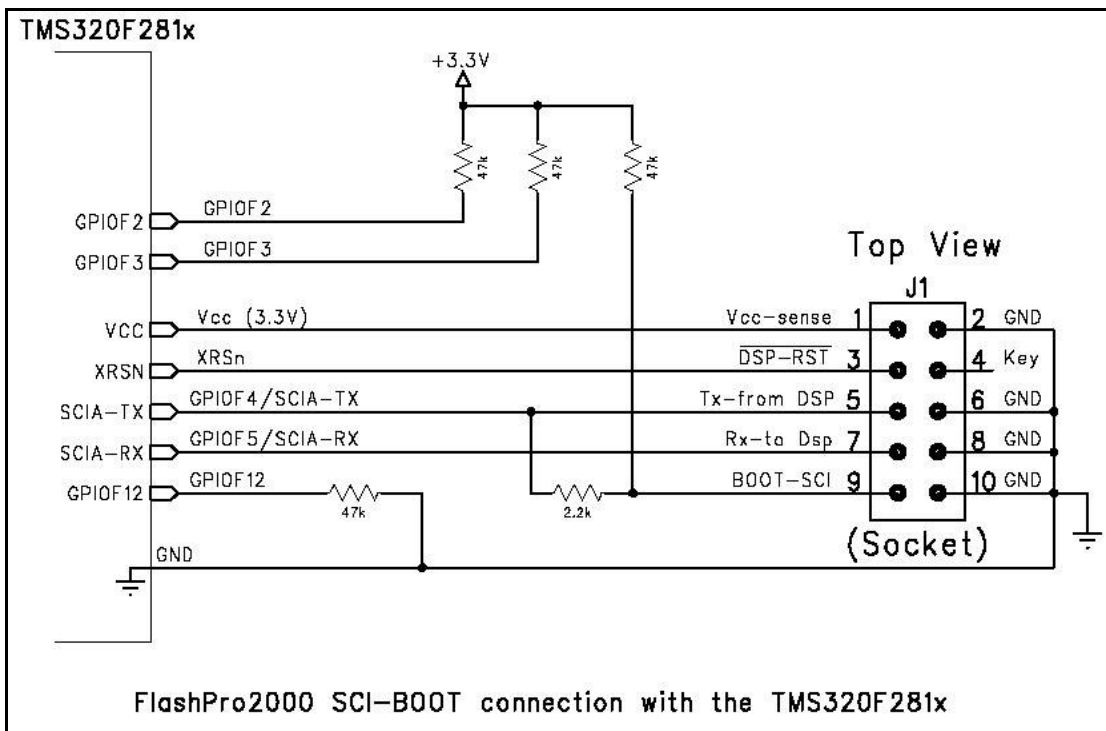 TMS320F281x
+3.3V
47k
47k
47k
GPIOF2
GPIOF2
GPIOF3
GPIOF3
Top View
J1
VCC
Vcc (3.3V)
Vcc-sense
1
2
GND
XRSN
XRSn
DSP-RST
3
4
Key
SCIA-TX
GPIOF4/SCIA-TX
Tx-from DSP
5
6
GND
SCIA-RX
GPIOF5/SCIA-RX
Rx-to Dsp
7
8
GND
GPIOF12
GPIOF12
47k
2.2k
BOOT-SCI
9
10
GND
(Socket)
GND
FlashPro2000 SCI-BOOT connection with the TMS320F281x